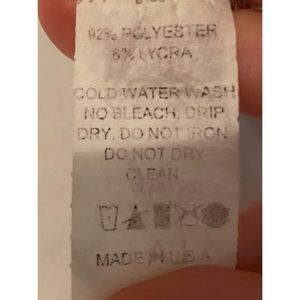 92% POLYESTER
8% LYCRA
COLD WATER WASH
NO BLEACH. DRIP
DRY. DO NOT IRON.
DO NOT DRY
CLEAN
MADE IN U.S.A.